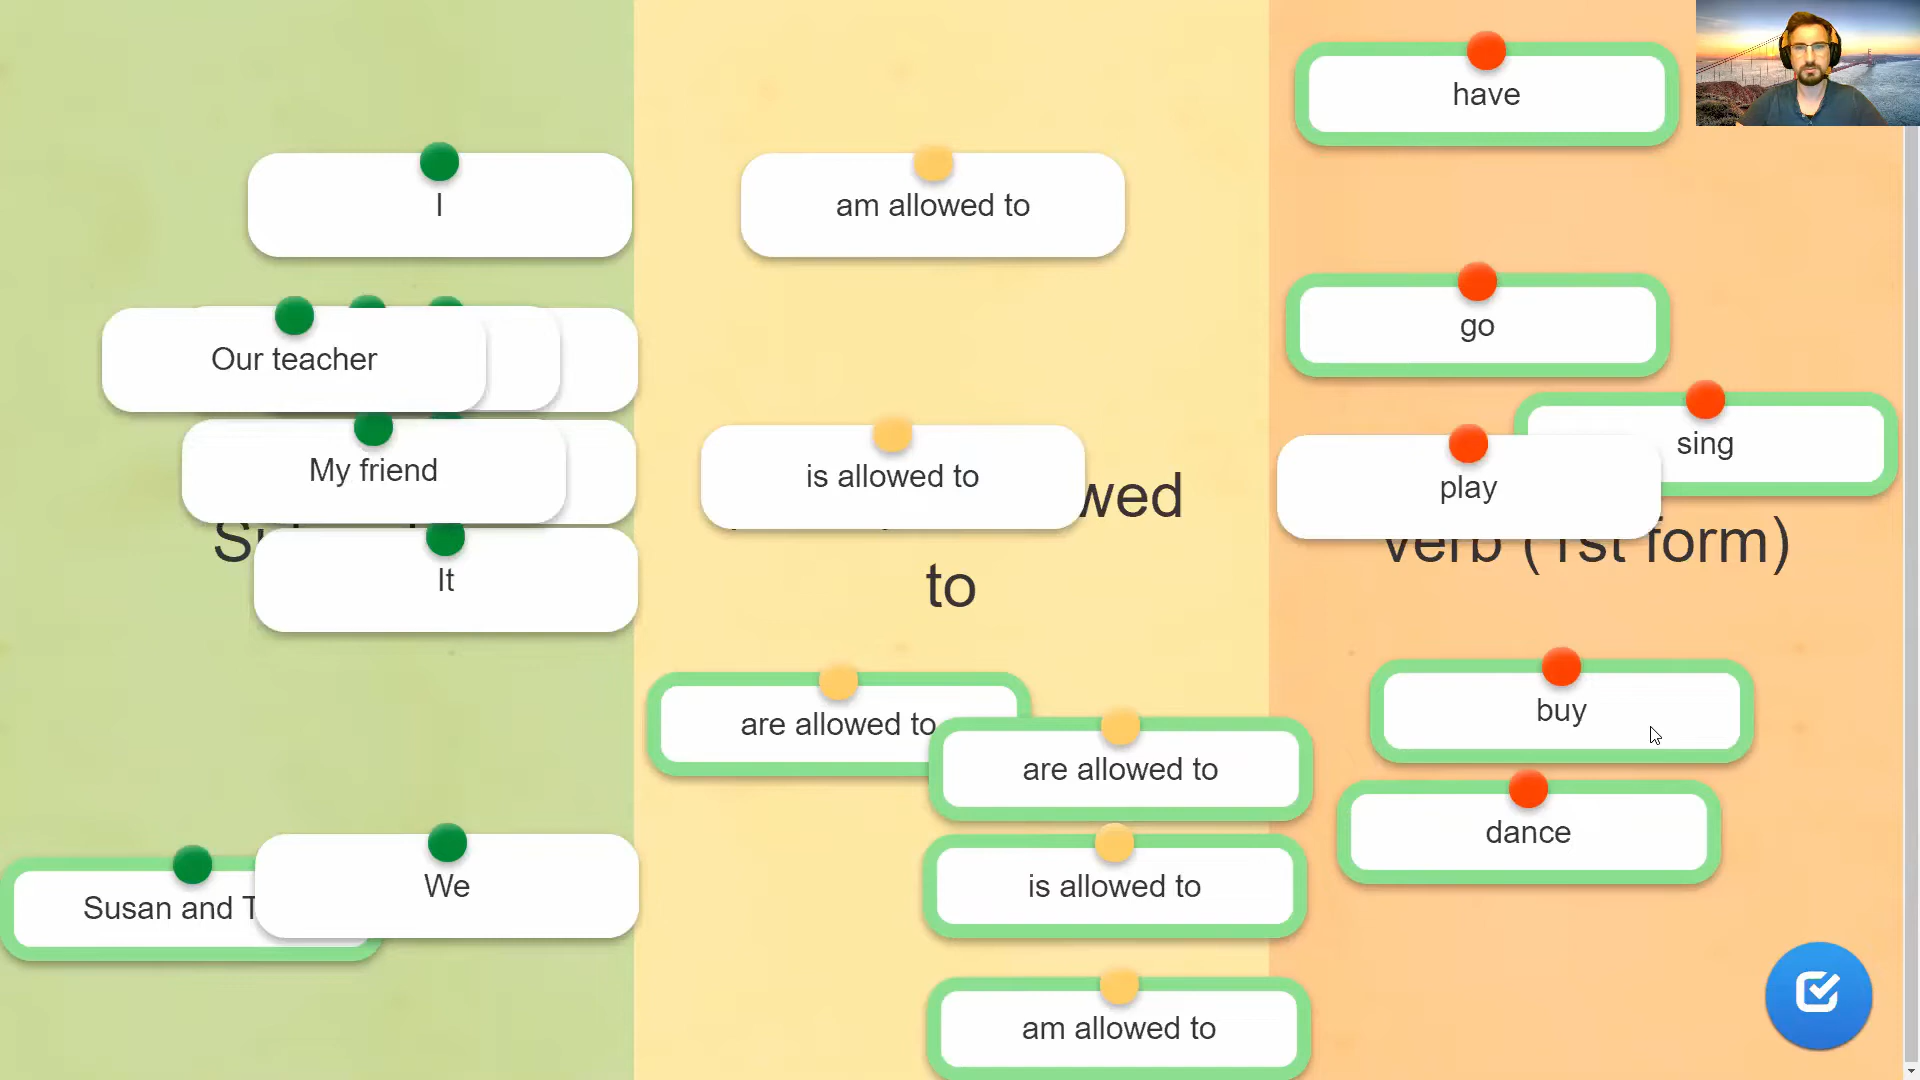 have
I
am allowed to
go
Our teacher
sing
My friend
is allowed to
play
wed
to
verb (1st form)
It
are allowed to
are allowed to
buy
dance
Susan and
We
is allowed to
am allowed to